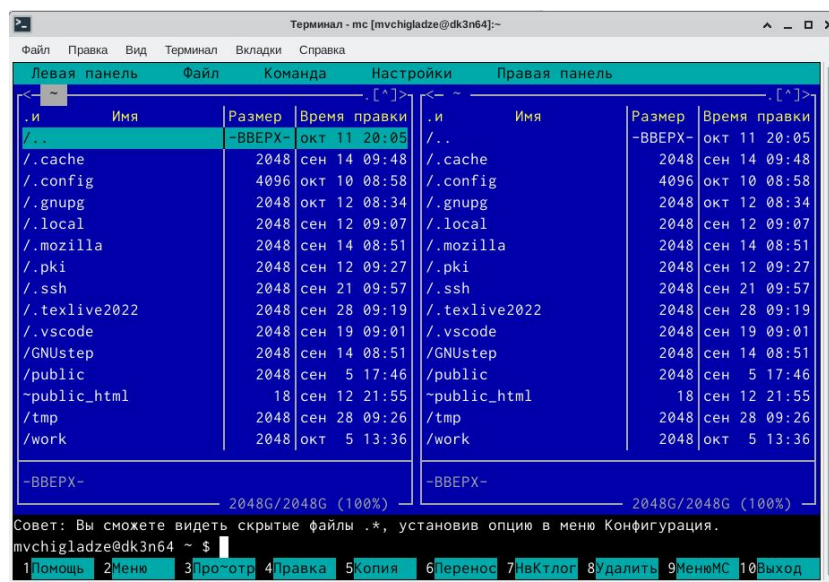 Терминал - mc [mvchigladze@dk3n64]:~
Файл Правка Вид Терминал Вкладки Справка
Левая панель Файл Команда Настройки Правая панель
<— ~ .[^]> <— ~ .[^]>
.и Имя Размер Время правки .и Имя Размер Время правки
/.. -ВВЕРХ- окт 11 20:05 /.. -ВВЕРХ- окт 11 20:05
/.cache 2048 сен 14 09:48 /.cache 2048 сен 14 09:48
/.config 4096 окт 10 08:58 /.config 4096 окт 10 08:58
/.gnupg 2048 окт 12 08:34 /.gnupg 2048 окт 12 08:34
/.local 2048 сен 12 09:07 /.local 2048 сен 12 09:07
/.mozilla 2048 сен 14 08:51 /.mozilla 2048 сен 14 08:51
/.pki 2048 сен 12 09:27 /.pki 2048 сен 12 09:27
/.ssh 2048 сен 21 09:57 /.ssh 2048 сен 21 09:57
/.texlive2022 2048 сен 28 09:19 /.texlive2022 2048 сен 28 09:19
/.vscode 2048 сен 19 09:01 /.vscode 2048 сен 19 09:01
/GNUstep 2048 сен 14 08:51 /GNUstep 2048 сен 14 08:51
/public 2048 сен 5 17:46 /public 2048 сен 5 17:46
~public_html 18 сен 12 21:55 ~public_html 18 сен 12 21:55
/tmp 2048 сен 28 09:26 /tmp 2048 сен 28 09:26
/work 2048 окт 5 13:36 /work 2048 окт 5 13:36
-ВВЕРХ- -ВВЕРХ-
2048G/2048G (100%) 2048G/2048G (100%)
Совет: Вы сможете видеть скрытые файлы .*, установив опцию в меню Конфигурация.
mvchigladze@dk3n64 ~ $
1Помощь 2Меню 3Про~отр 4Правка 5Копия 6Перенос 7НвКтлог 8Удалить 9МенюМС 10Выход